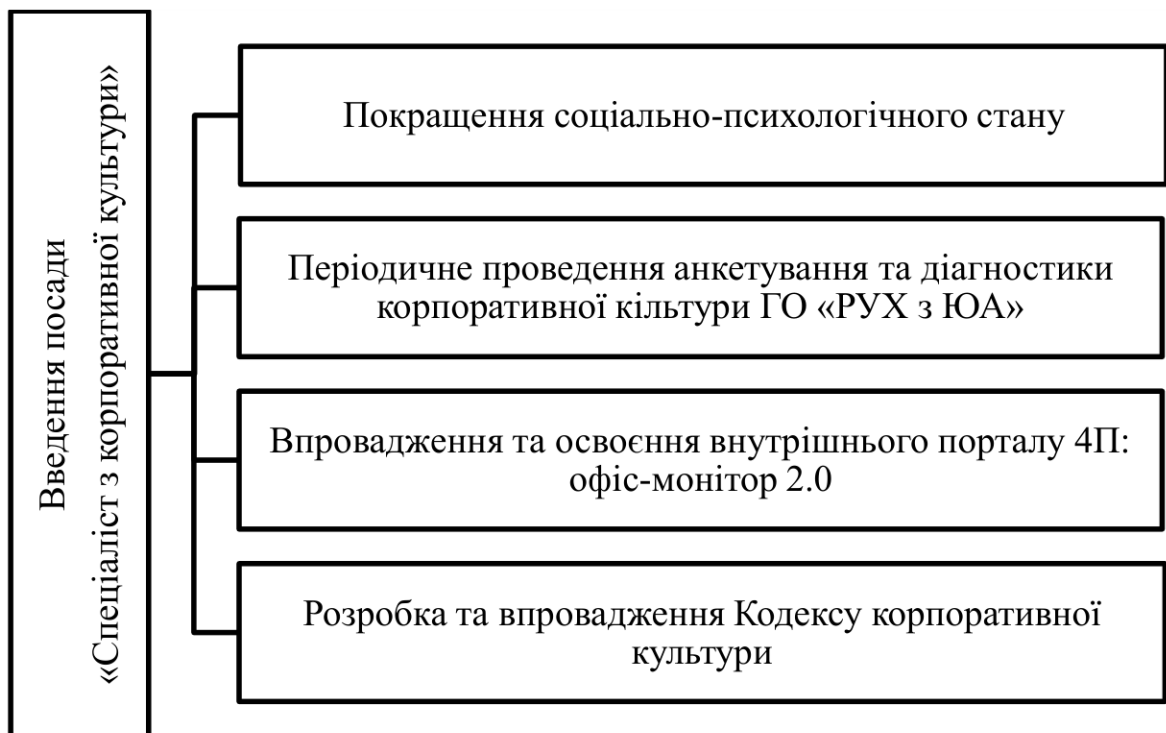 Введення посади
«Спеціаліст з корпоративної культури»
Покращення соціально-психологічного стану
Періодичне проведення анкетування та діагностики
корпоративної кільтури ГО «РУХ з ЮА»
Впровадження та освоєння внутрішнього порталу 4П:
офіс-монітор 2.0
Розробка та впровадження Кодексу корпоративної
культури